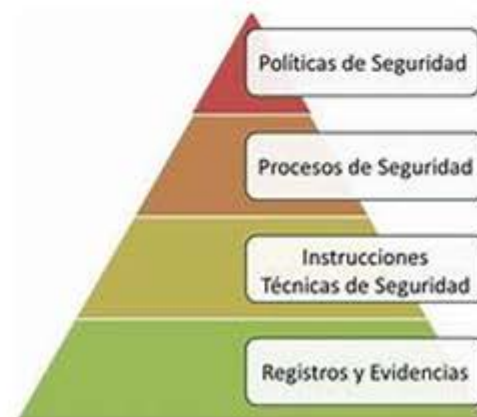 Políticas de Seguridad
Procesos de Seguridad
Instrucciones
Técnicas de Seguridad
Registros y Evidencias